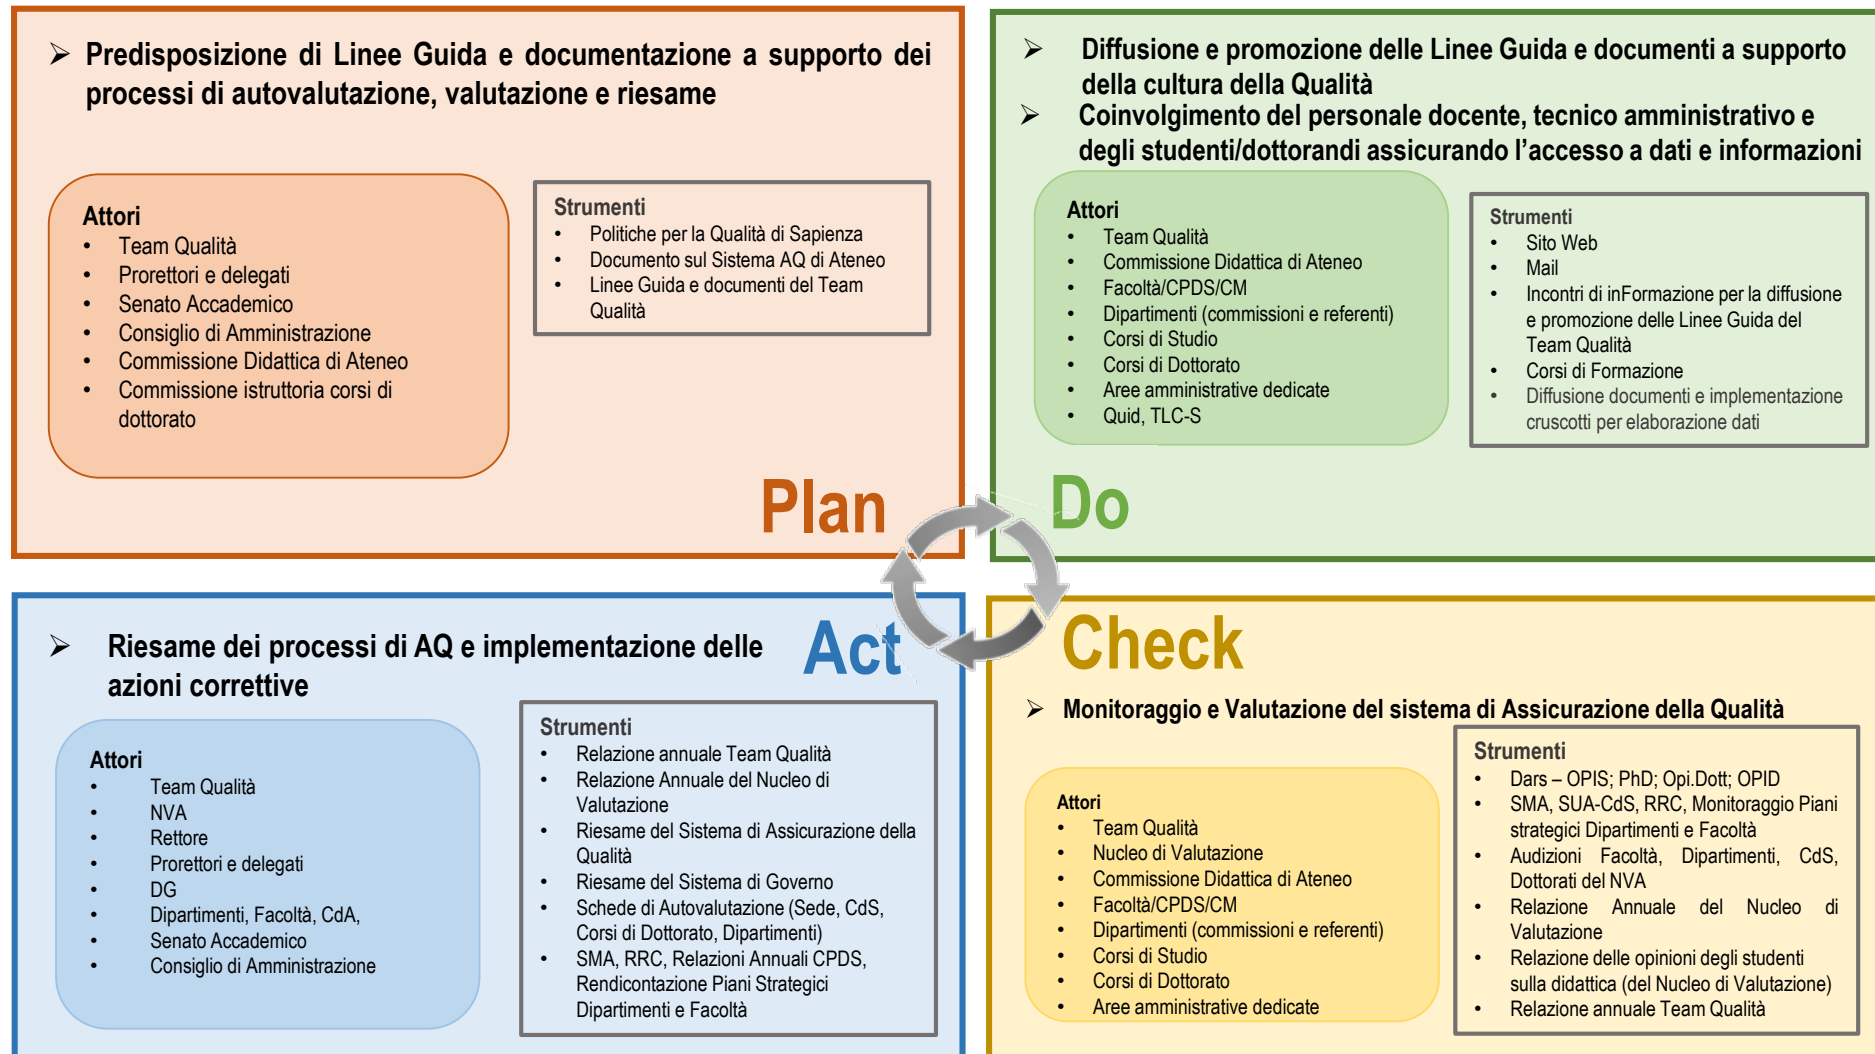 ➢ Predisposizione di Linee Guida e documentazione a supporto dei
processi di autovalutazione, valutazione e riesame
Attori
• Team Qualità
• Prorettori e delegati
• Senato Accademico
• Consiglio di Amministrazione
• Commissione Didattica di Ateneo
• Commissione istruttoria corsi di
dottorato
Strumenti
• Politiche per la Qualità di Sapienza
• Documento sul Sistema AQ di Ateneo
• Linee Guida e documenti del Team
Qualità
Plan
➢ Diffusione e promozione delle Linee Guida e documenti a supporto
della cultura della Qualità
➢ Coinvolgimento del personale docente, tecnico amministrativo e
degli studenti/dottorandi assicurando l’accesso a dati e informazioni
Attori
• Team Qualità
• Commissione Didattica di Ateneo
• Facoltà/CPDS/CM
• Dipartimenti (commissioni e referenti)
• Corsi di Studio
• Corsi di Dottorato
• Aree amministrative dedicate
• Quid, TLC-S
Strumenti
• Sito Web
• Mail
• Incontri di inFormazione per la diffusione
e promozione delle Linee Guida del
Team Qualità
• Corsi di Formazione
• Diffusione documenti e implementazione
cruscotti per elaborazione dati
Do
➢ Riesame dei processi di AQ e implementazione delle
azioni correttive
Act
Attori
• Team Qualità
• NVA
• Rettore
• Prorettori e delegati
• DG
• Dipartimenti, Facoltà, CdA,
• Senato Accademico
• Consiglio di Amministrazione
Strumenti
• Relazione annuale Team Qualità
• Relazione Annuale del Nucleo di
Valutazione
• Riesame del Sistema di Assicurazione della
Qualità
• Riesame del Sistema di Governo
• Schede di Autovalutazione (Sede, CdS,
Corsi di Dottorato, Dipartimenti)
• SMA, RRC, Relazioni Annuali CPDS,
Rendicontazione Piani Strategici
Dipartimenti e Facoltà
Check
➢ Monitoraggio e Valutazione del sistema di Assicurazione della Qualità
Attori
• Team Qualità
• Nucleo di Valutazione
• Commissione Didattica di Ateneo
• Facoltà/CPDS/CM
• Dipartimenti (commissioni e referenti)
• Corsi di Studio
• Corsi di Dottorato
• Aree amministrative dedicate
Strumenti
• Dars – OPIS; PhD; Opi.Dott; OPID
• SMA, SUA-CdS, RRC, Monitoraggio Piani
strategici Dipartimenti e Facoltà
• Audizioni Facoltà, Dipartimenti, CdS,
Dottorati del NVA
• Relazione Annuale del Nucleo di
Valutazione
• Relazione delle opinioni degli studenti
sulla didattica (del Nucleo di Valutazione)
• Relazione annuale Team Qualità